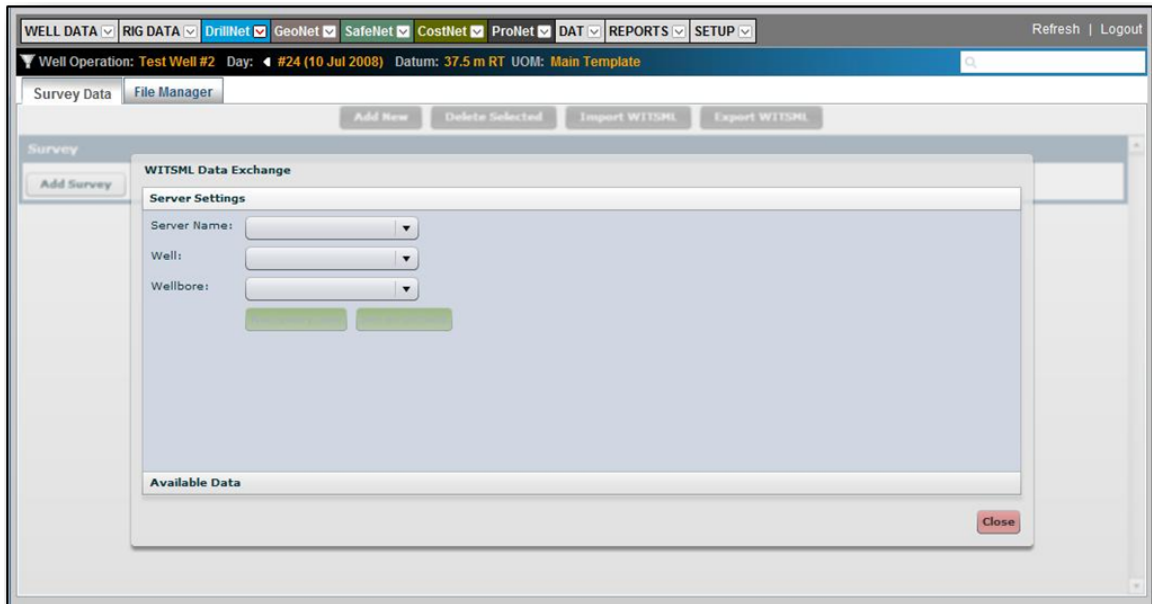 WELL DATA RIG DATA DrillNet GeoNet SafeNet CostNet ProNet DAT REPORTS SETUP Refresh | Logout
Well Operation: Test Well #2 Day: #24 (10 Jul 2008) Datum: 37.5 m RT UOM: Main Template
Survey Data File Manager
Add New Delete Selected Import WITSML Export WITSML
Survey
Add Survey
WITSML Data Exchange
Server Settings
Server Name:
Well:
Wellbore:
Available Data
Close